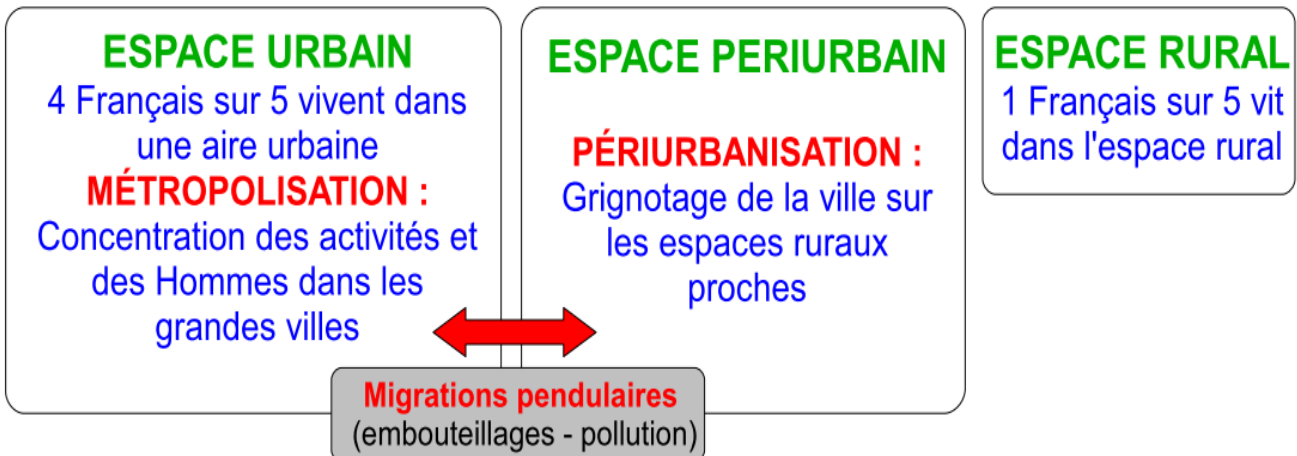 ESPACE URBAIN
4 Français sur 5 vivent dans
une aire urbaine
MÉTROPOLISATION :
Concentration des activités et
des Hommes dans les
grandes villes
ESPACE PERIURBAIN
PÉRIURBANISATION :
Grignotage de la ville sur
les espaces ruraux
proches
ESPACE RURAL
1 Français sur 5 vit
dans l'espace rural
Migrations pendulaires
(embouteillages - pollution)